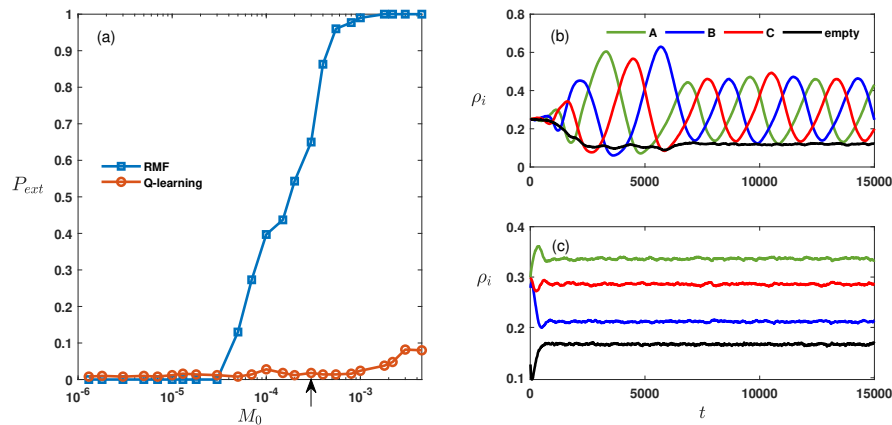 (a)
1
0.9
0.8
0.7
0.6
0.5
0.4
0.3
0.2
0.1
0
P_ext
RMF
Q-learning
10^-6
10^-5
10^-4
10^-3
M_0
(b)
A
B
C
empty
0.8
0.6
0.4
0.2
0
ρ_i
0
5000
10000
15000
(c)
0.4
0.3
0.2
0.1
ρ_i
0
5000
10000
15000
t